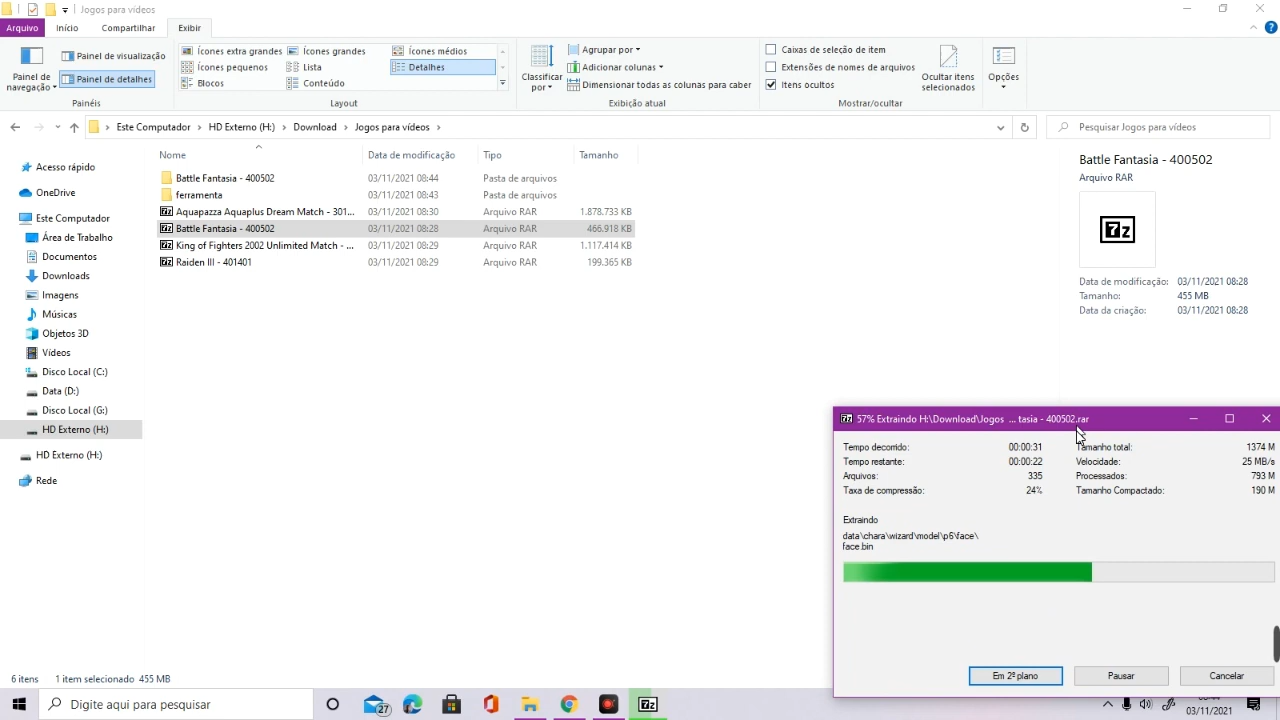 Jogos para vídeos
Arquivo Início Compartilhar Exibir
Painel de navegação
Painel de visualização
Painel de detalhes
Painéis
Ícones extra grandes Ícones grandes Ícones médios
Ícones pequenos Lista Detalhes
Blocos Conteúdo
Layout
Classificar por
Agrupar por
Adicionar colunas
Dimensionar todas as colunas para caber
Exibição atual
Caixas de seleção de item
Extensões de nomes de arquivos
Itens ocultos
Ocultar itens selecionados
Mostrar/ocultar
Opções
Este Computador HD Externo (H:) Download Jogos para vídeos
Pesquisar Jogos para vídeos
Acesso rápido
OneDrive
Este Computador
Área de Trabalho
Documentos
Downloads
Imagens
Músicas
Objetos 3D
Vídeos
Disco Local (C:)
Data (D:)
Disco Local (G:)
HD Externo (H:)
HD Externo (H:)
Rede
Nome Data de modificação Tipo Tamanho
Battle Fantasia - 400502 03/11/2021 08:44 Pasta de arquivos
ferramenta 03/11/2021 08:43 Pasta de arquivos
7z Aquapazza Aquaplus Dream Match - 301... 03/11/2021 08:30 Arquivo RAR 1.878.733 KB
7z Battle Fantasia - 400502 03/11/2021 08:28 Arquivo RAR 466.918 KB
7z King of Fighters 2002 Unlimited Match - ... 03/11/2021 08:29 Arquivo RAR 1.117.414 KB
7z Raiden III - 401401 03/11/2021 08:29 Arquivo RAR 199.365 KB
Battle Fantasia - 400502
Arquivo RAR
7z
Data de modificação: 03/11/2021 08:28
Tamanho: 455 MB
Data da criação: 03/11/2021 08:28
7z 57% Extraindo H:\Download\Jogos ... tasia - 400502.rar
Tempo decorrido: 00:00:31 Tamanho total: 1374 M
Tempo restante: 00:00:22 Velocidade: 25 MB/s
Arquivos: 335 Processados: 793 M
Taxa de compressão: 24% Tamanho Compactado: 190 M
Extraindo
data\chara\wizard\model\p6\face\
face.bin
Em 2º plano Pausar Cancelar
6 itens 1 item selecionado 455 MB
Digite aqui para pesquisar
27
7z
03/11/2021